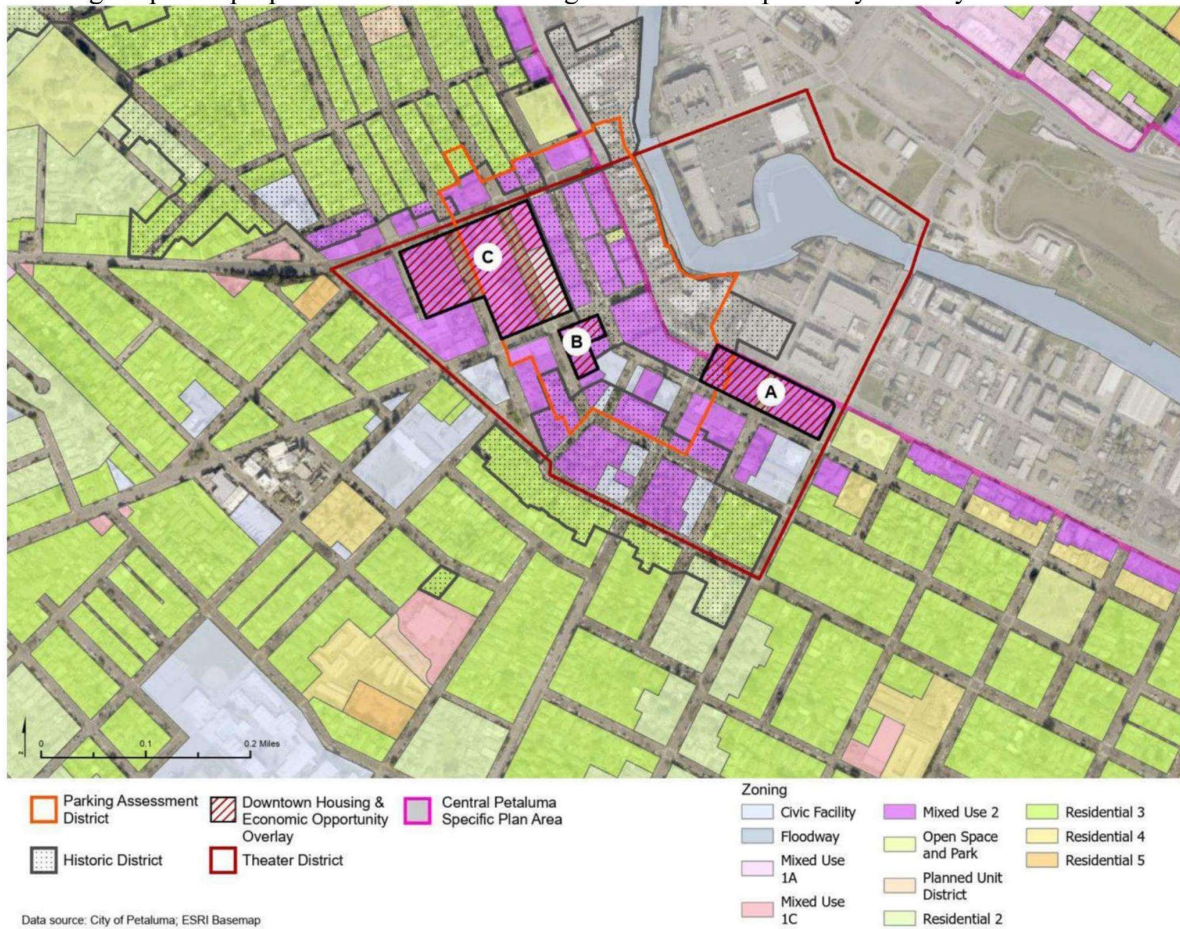 C
B
A
0 0.1 0.2 Miles
Parking Assessment
District
Downtown Housing &
Economic Opportunity
Overlay
Central Petaluma
Specific Plan Area
Historic District
Theater District
Zoning
Civic Facility
Floodway
Mixed Use
1A
Mixed Use
1C
Mixed Use 2
Open Space
and Park
Planned Unit
District
Residential 2
Residential 3
Residential 4
Residential 5
Data source: City of Petaluma; ESRI Basemap